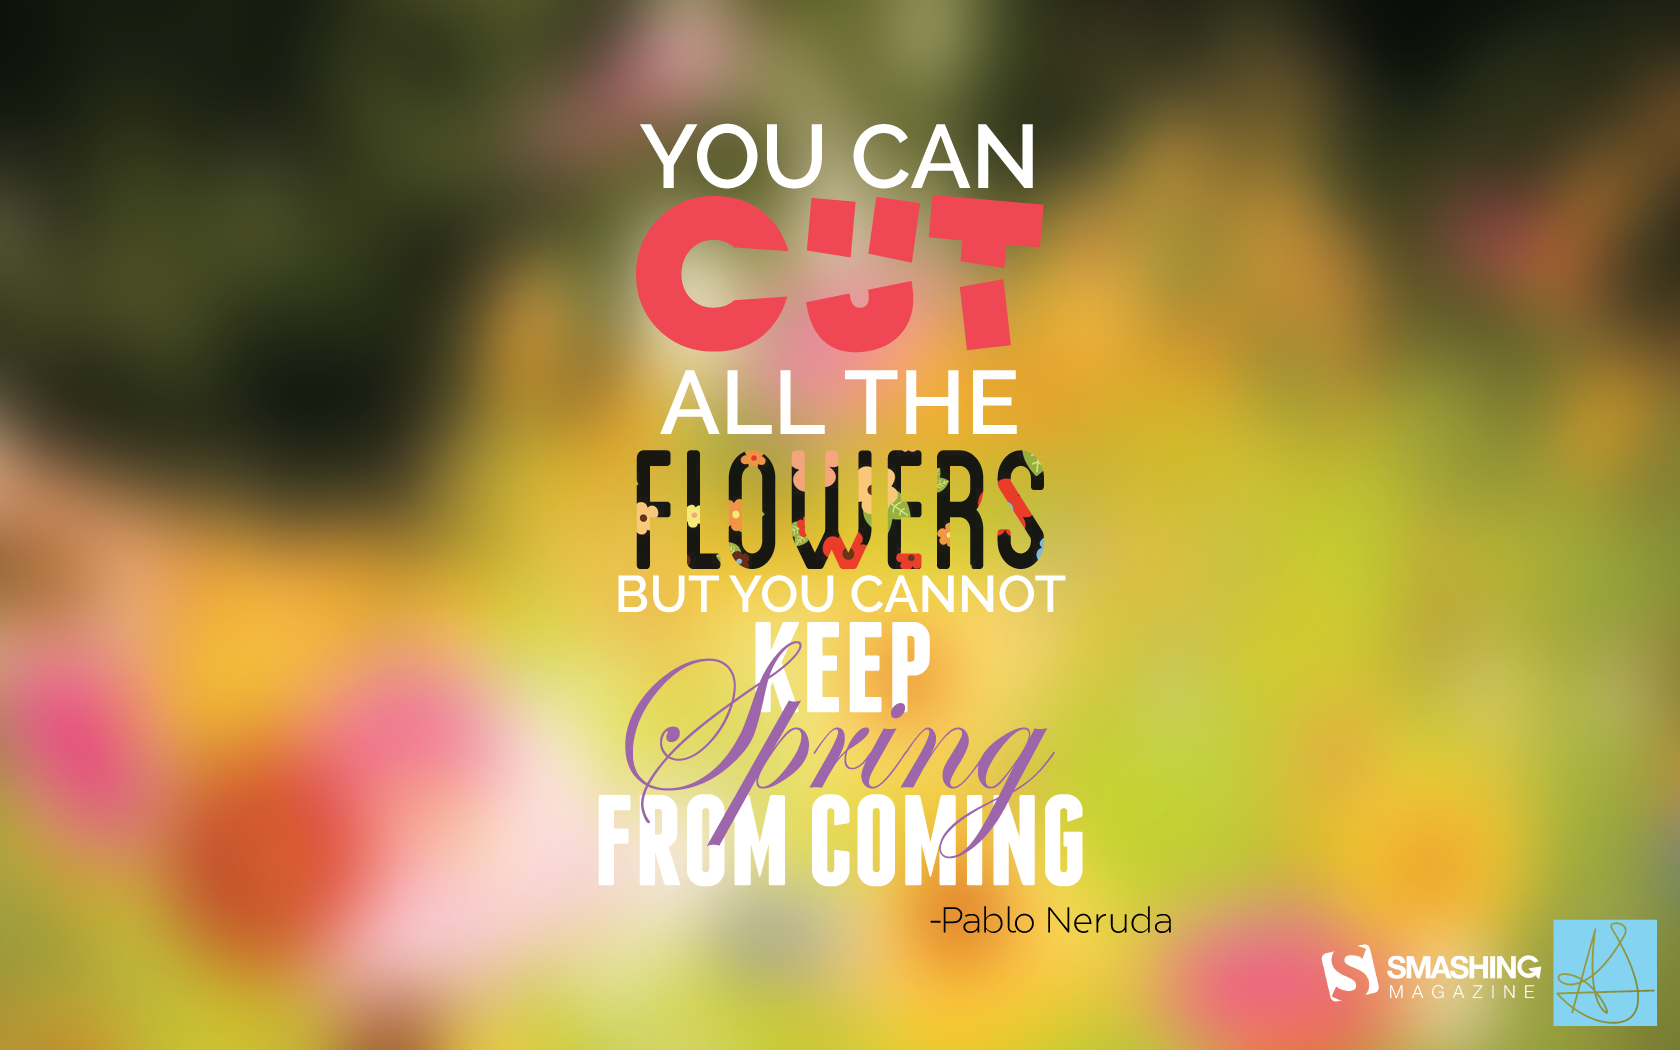 YOU CAN
CUT
ALL THE
FLOWERS
BUT YOU CANNOT
KEEP
Spring
FROM COMING
-Pablo Neruda
SMASHING
MAGAZINE